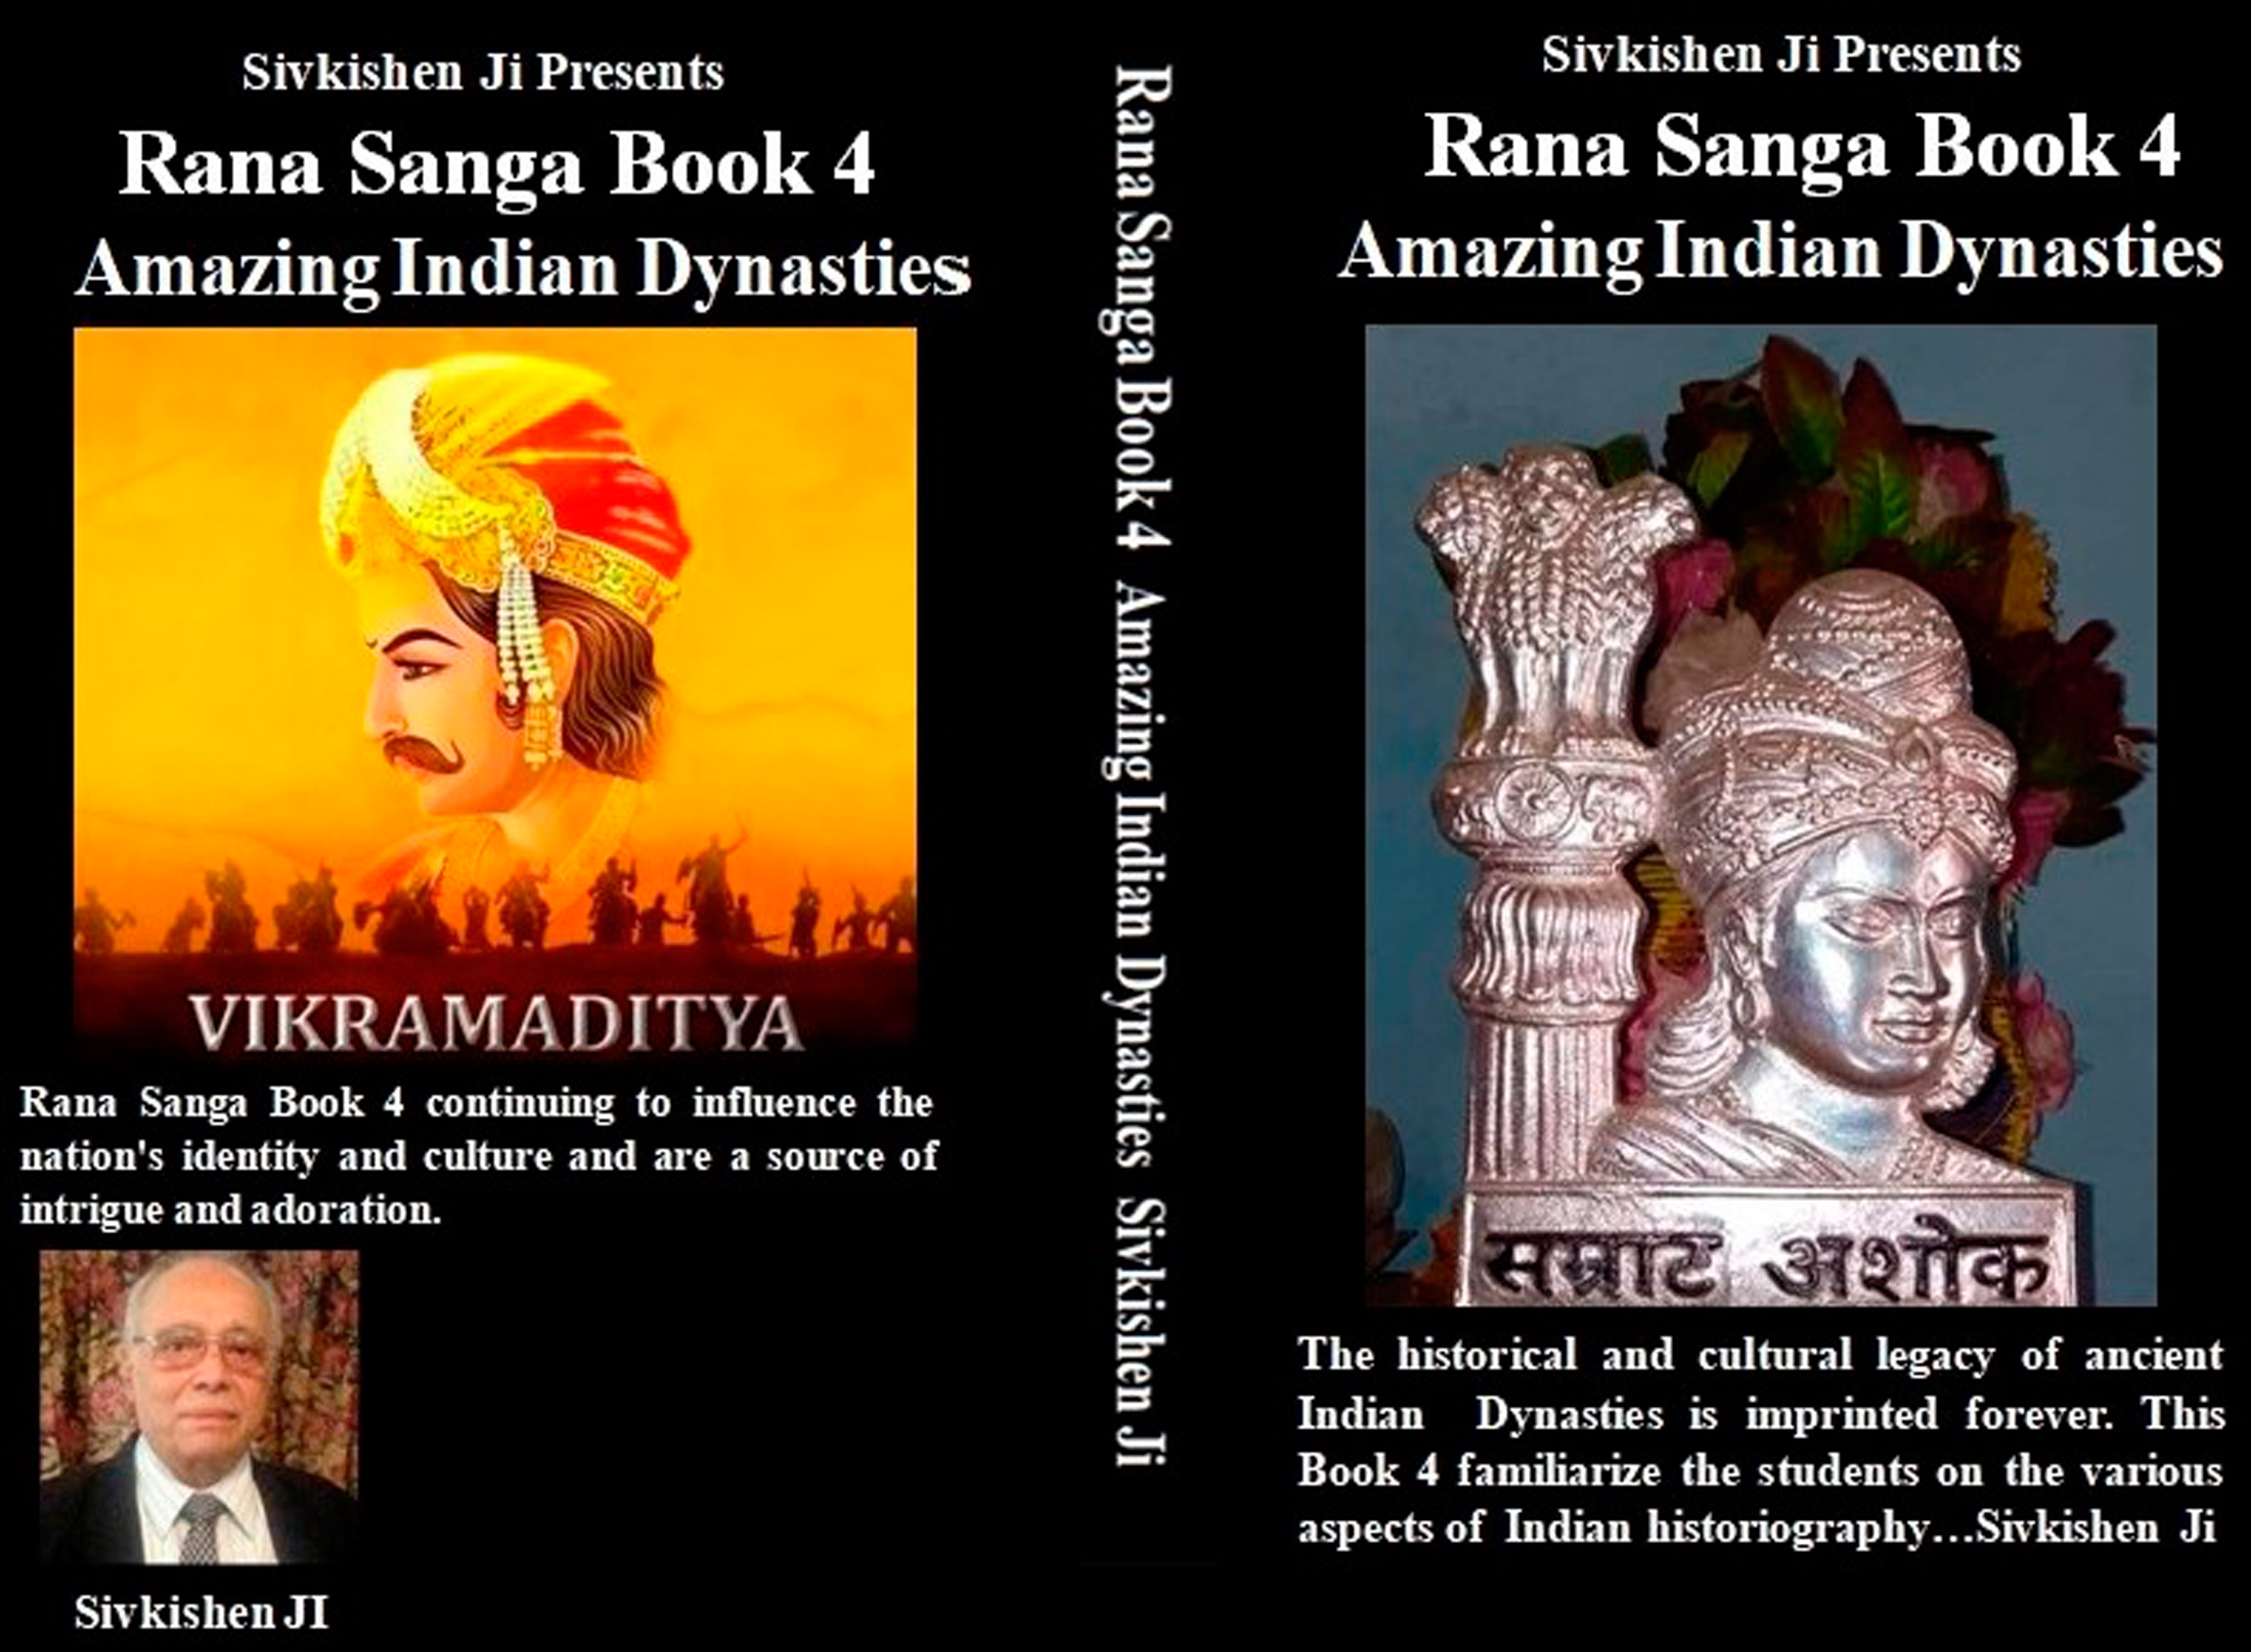 Sivkishen Ji Presents
Rana Sanga Book 4
Amazing Indian Dynasties
VIKRAMADITYA
Rana Sanga Book 4 continuing to influence the
nation's identity and culture and are a source of
intrigue and adoration.
Sivkishen JI
Rana Sanga Book 4 Amazing Indian Dynasties Sivkishen Ji
Sivkishen Ji Presents
Rana Sanga Book 4
Amazing Indian Dynasties
सम्राट अशोक
The historical and cultural legacy of ancient
Indian Dynasties is imprinted forever. This
Book 4 familiarize the students on the various
aspects of Indian historiography...Sivkishen Ji